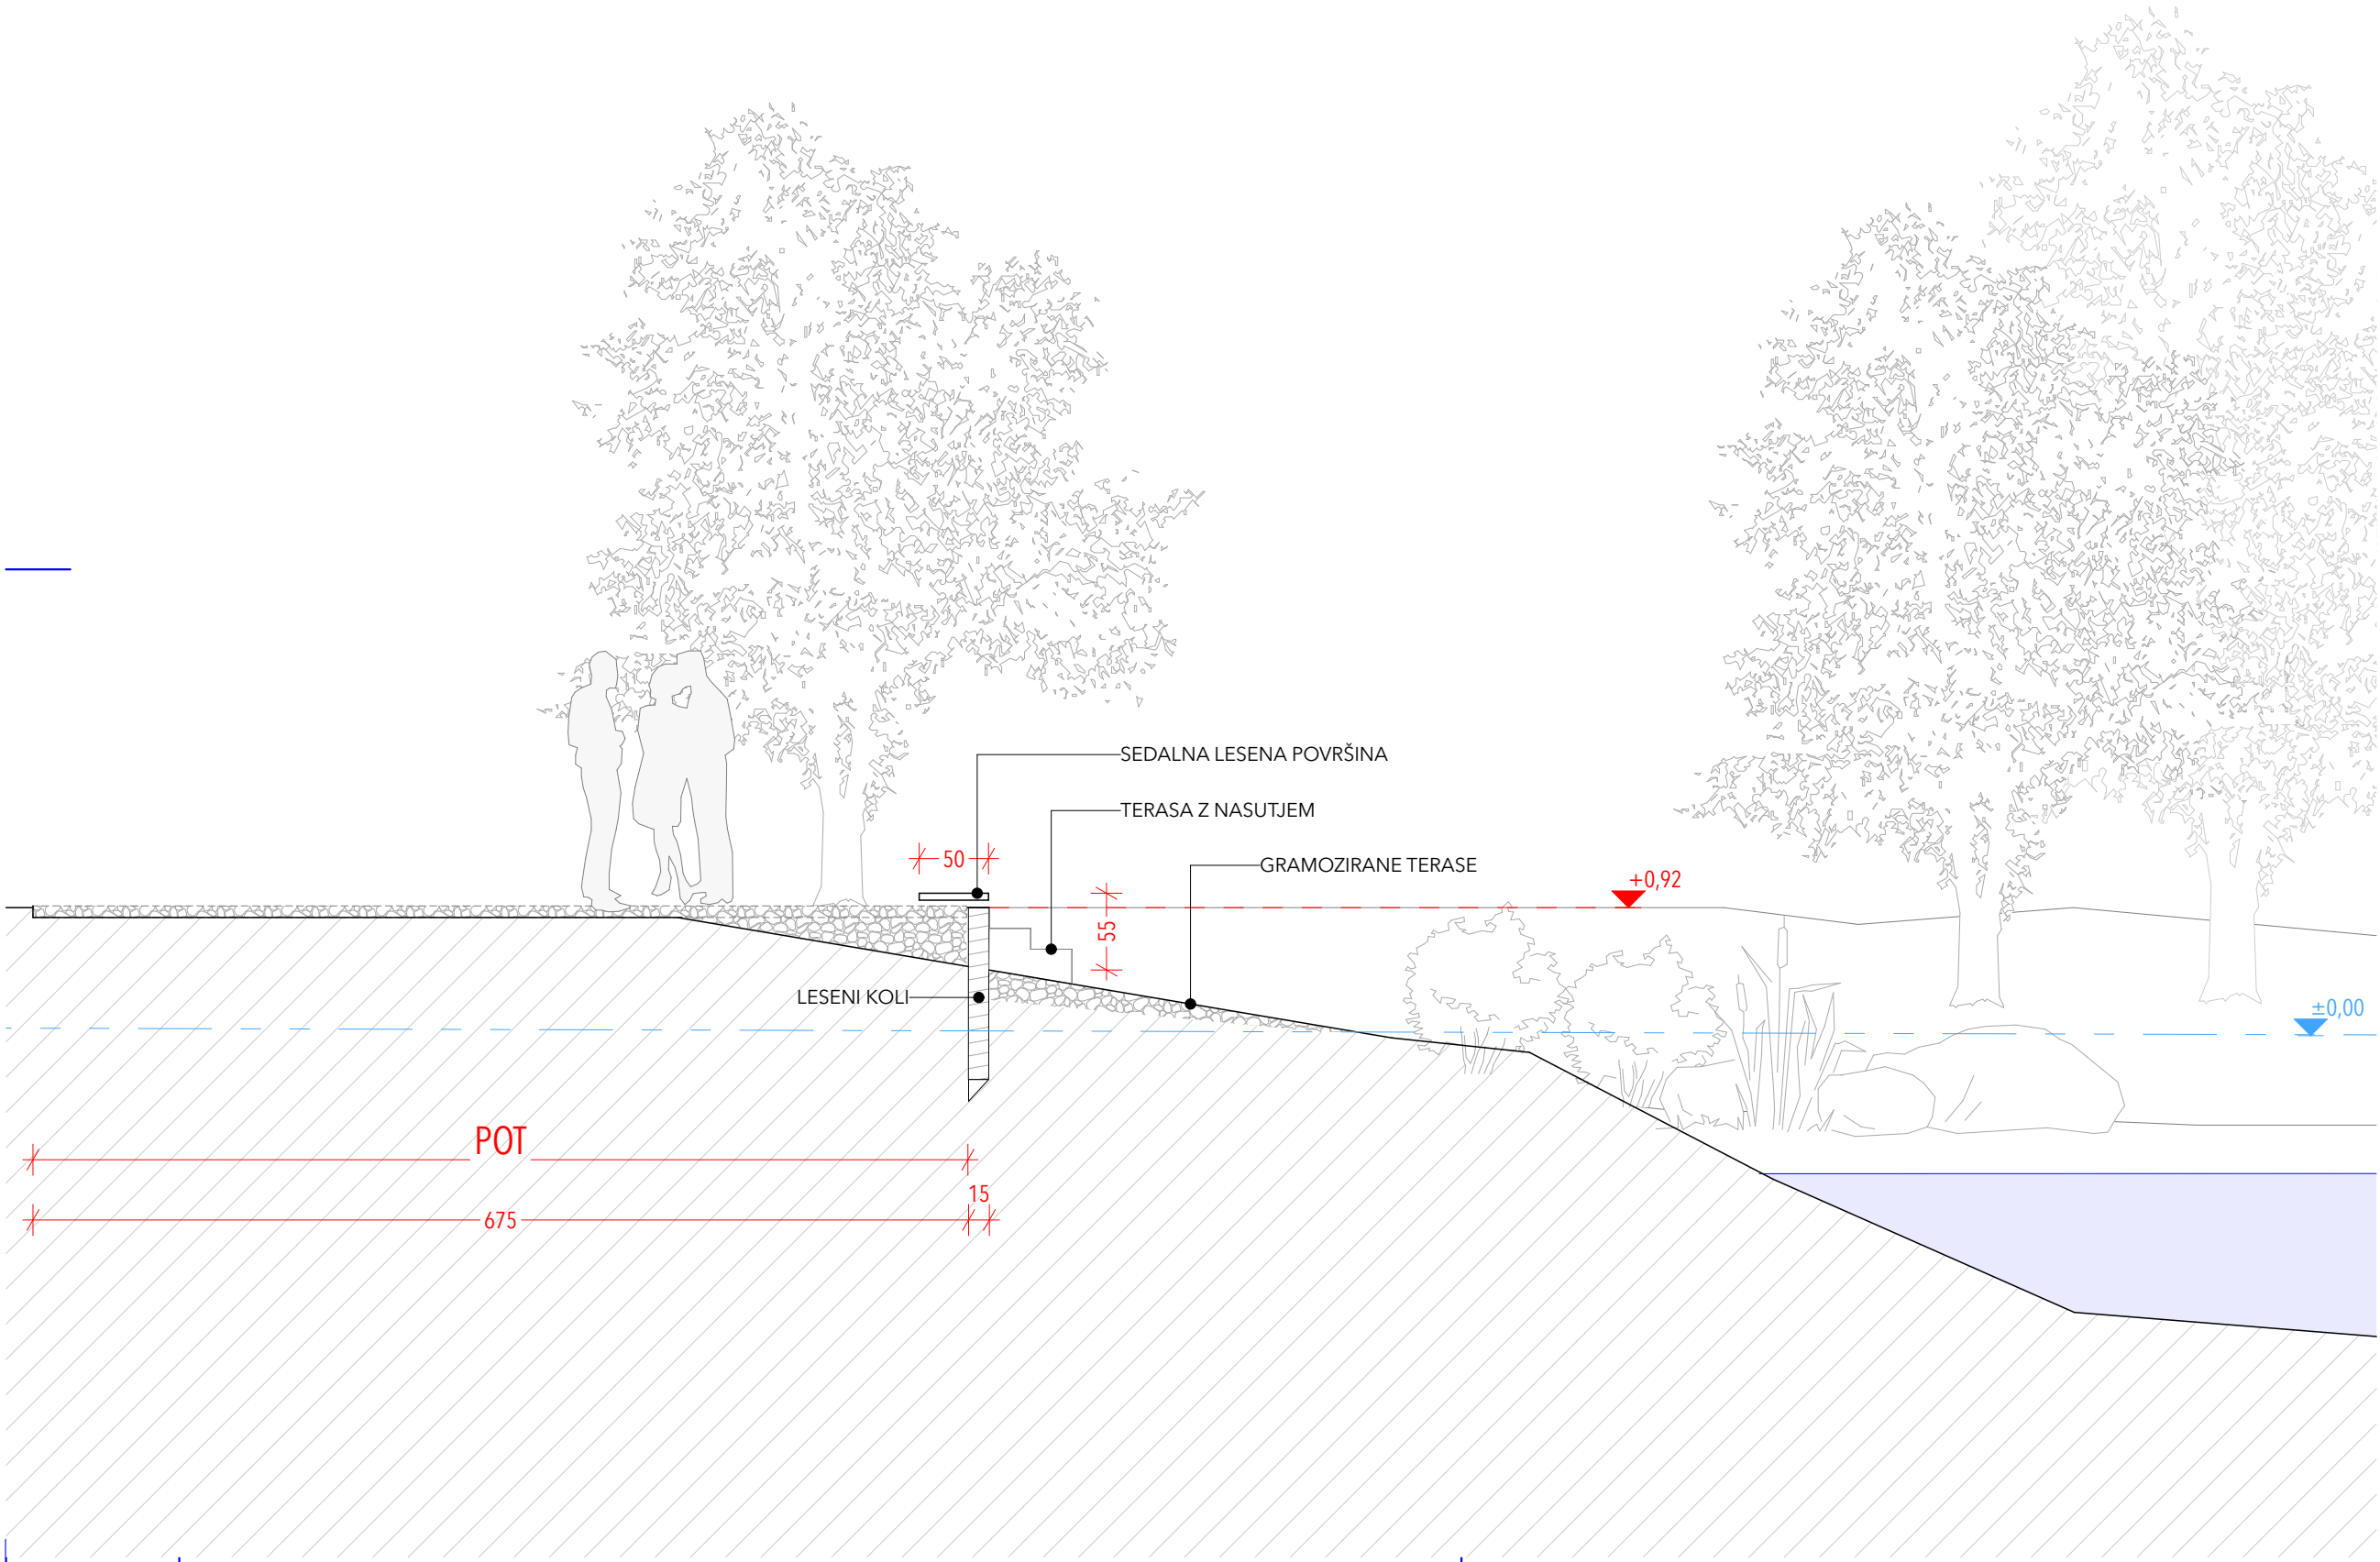 SEDALNA LESENA POVRŠINA
TERASA Z NASUTJEM
50
GRAMOZIRANE TERASE
+0,92
55
LESENI KOLI
±0,00
POT
15
675